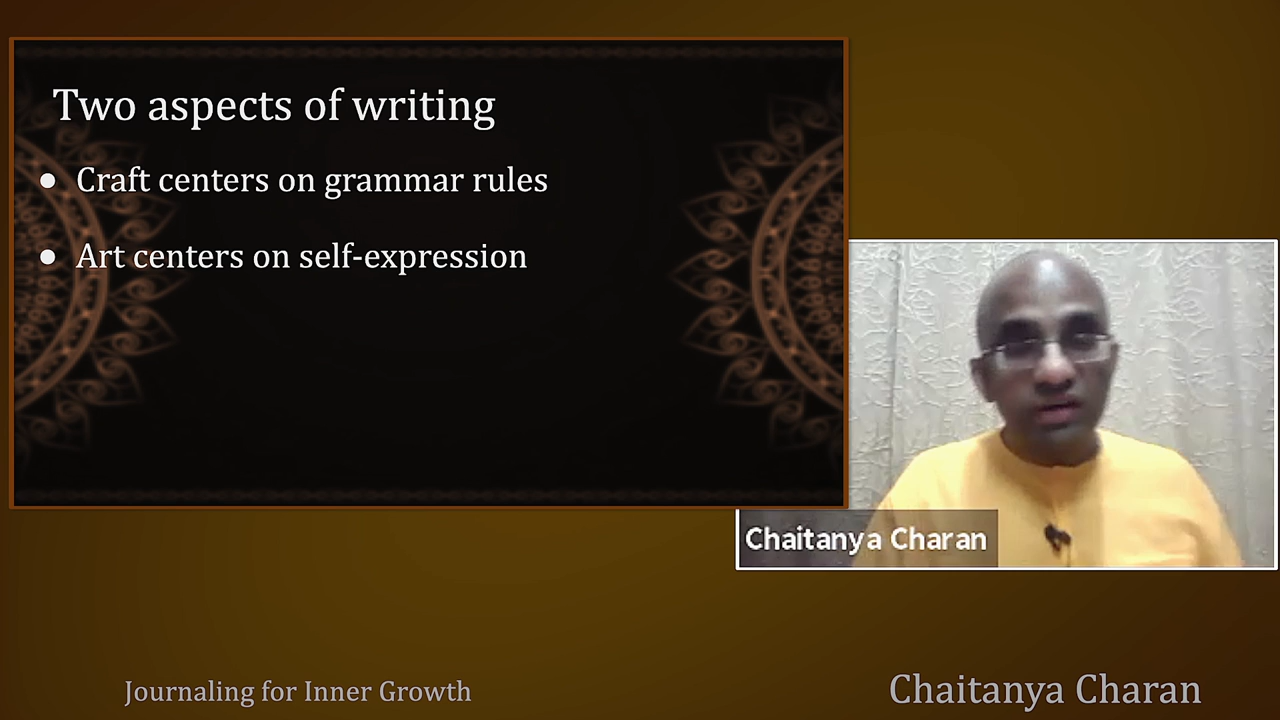 Two aspects of writing
● Craft centers on grammar rules
● Art centers on self-expression
Chaitanya Charan
Journaling for Inner Growth
Chaitanya Charan